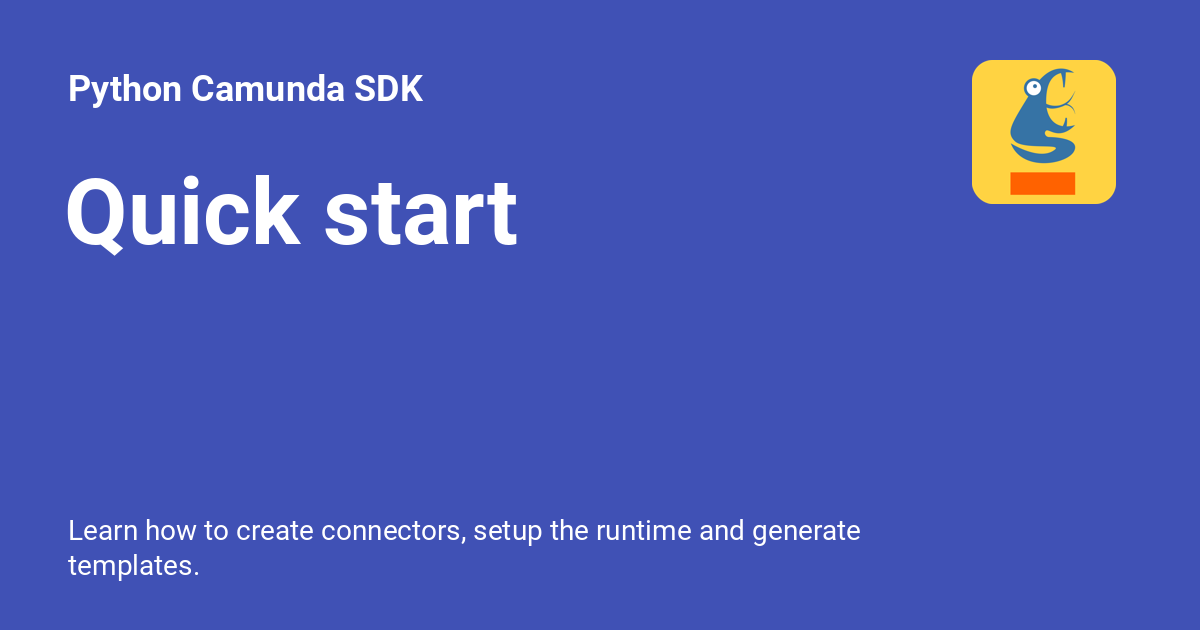 Python Camunda SDK
Quick start
Learn how to create connectors, setup the runtime and generate
templates.